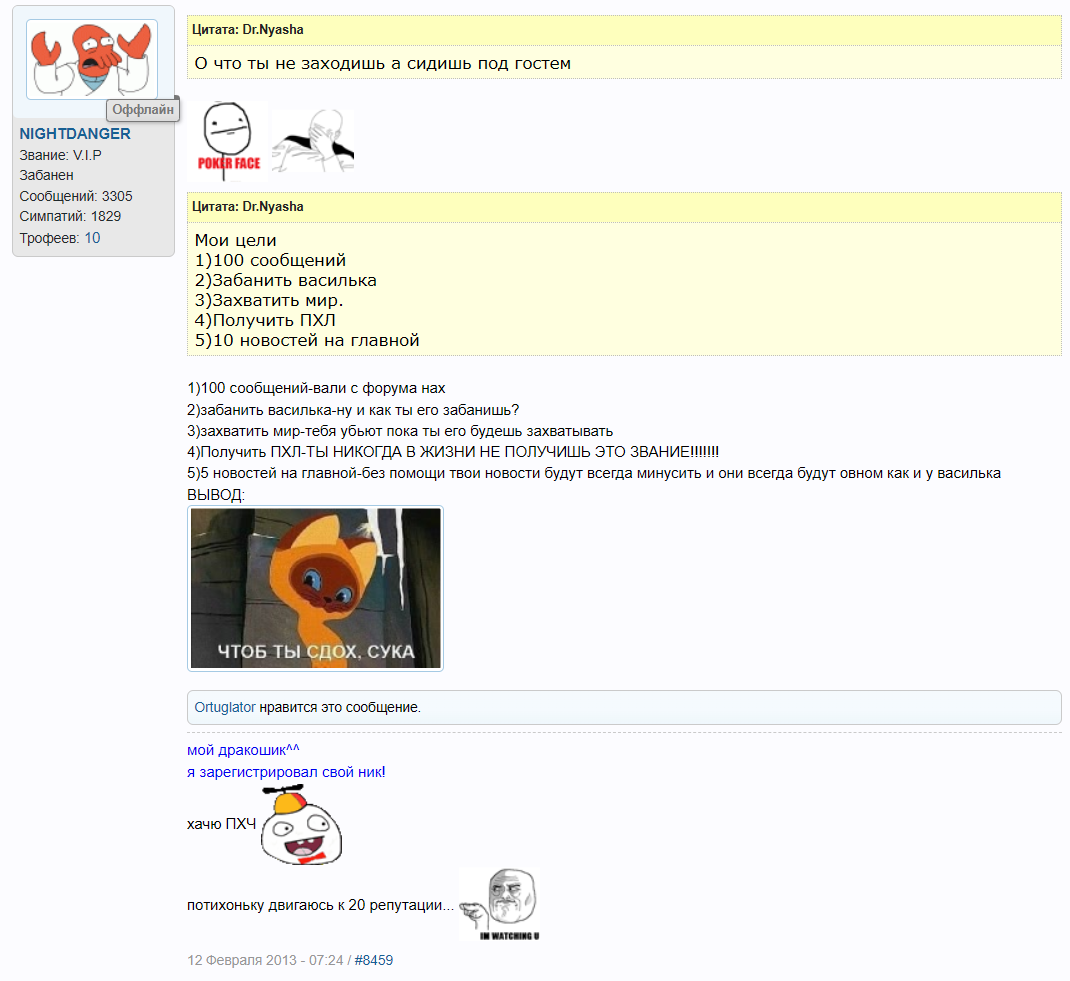 Оффлайн
NIGHTDANGER
Звание: V.I.P
Забанен
Сообщений: 3305
Симпатий: 1829
Трофеев: 10
Цитата: Dr.Nyasha
О что ты не заходишь а сидишь под гостем
POKER FACE
Цитата: Dr.Nyasha
Мои цели
1)100 сообщений
2)Забанить василька
3)Захватить мир.
4)Получить ПХЛ
5)10 новостей на главной
1)100 сообщений-вали с форума нах
2)забанить василька-ну и как ты его забанишь?
3)захватить мир-тебя убьют пока ты его будешь захватывать
4)Получить ПХЛ-ТЫ НИКОГДА В ЖИЗНИ НЕ ПОЛУЧИШЬ ЭТО ЗВАНИЕ!!!!!!!
5)5 новостей на главной-без помощи твои новости будут всегда минусить и они всегда будут овном как и у василька
ВЫВОД:
ЧТОБ ТЫ СДОХ, СУКА
Ortuglator нравится это сообщение.
мой дракошик^^
я зарегистрировал свой ник!
хачю ПХЧ
потихоньку двигаюсь к 20 репутации...
IM WATCHING U
12 Февраля 2013 - 07:24 / #8459